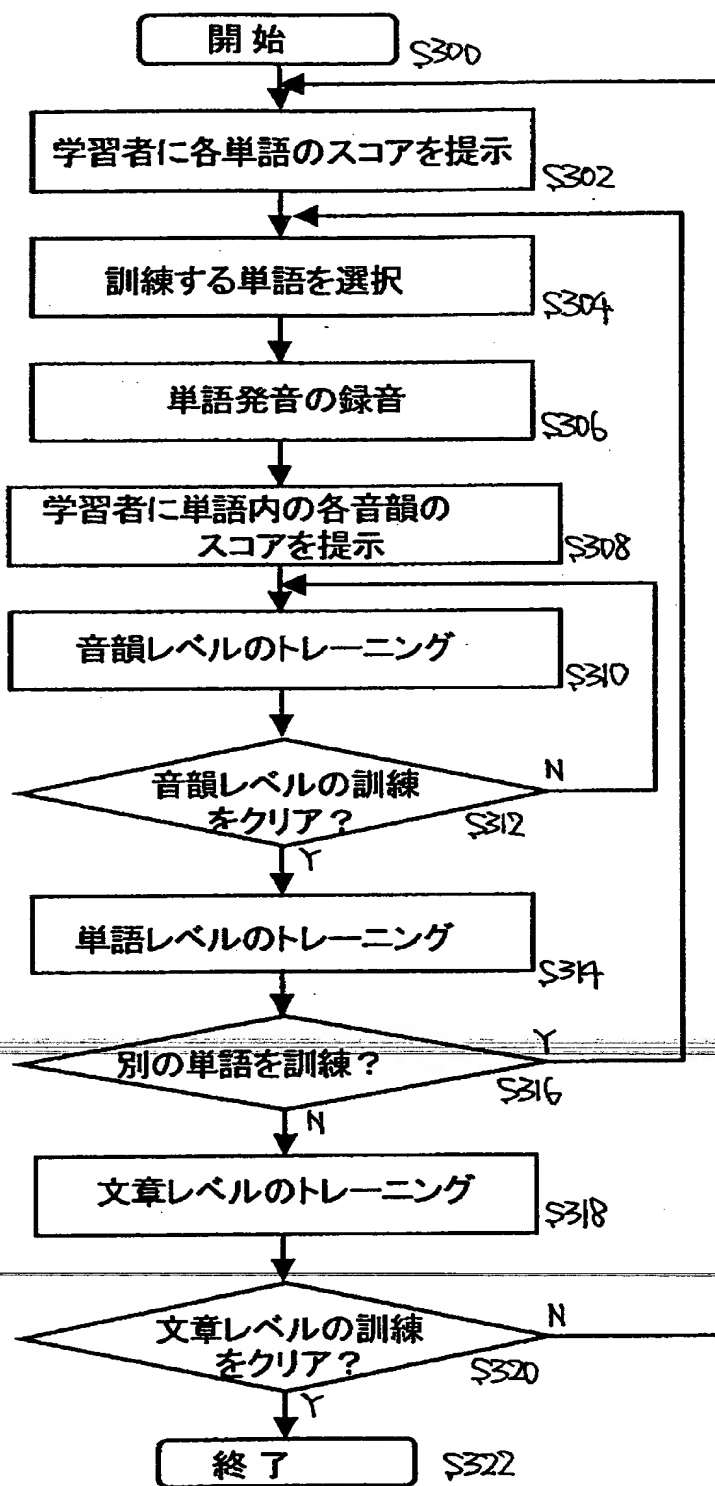 開始
S300
学習者に各単語のスコアを提示
S302
訓練する単語を選択
S304
単語発音の録音
S306
学習者に単語内の各音韻の
スコアを提示
S308
音韻レベルのトレーニング
S310
音韻レベルの訓練
をクリア？
N
S312
Y
単語レベルのトレーニング
S314
別の単語を訓練？
Y
S316
N
文章レベルのトレーニング
S318
文章レベルの訓練
をクリア？
N
S320
Y
終了
S322